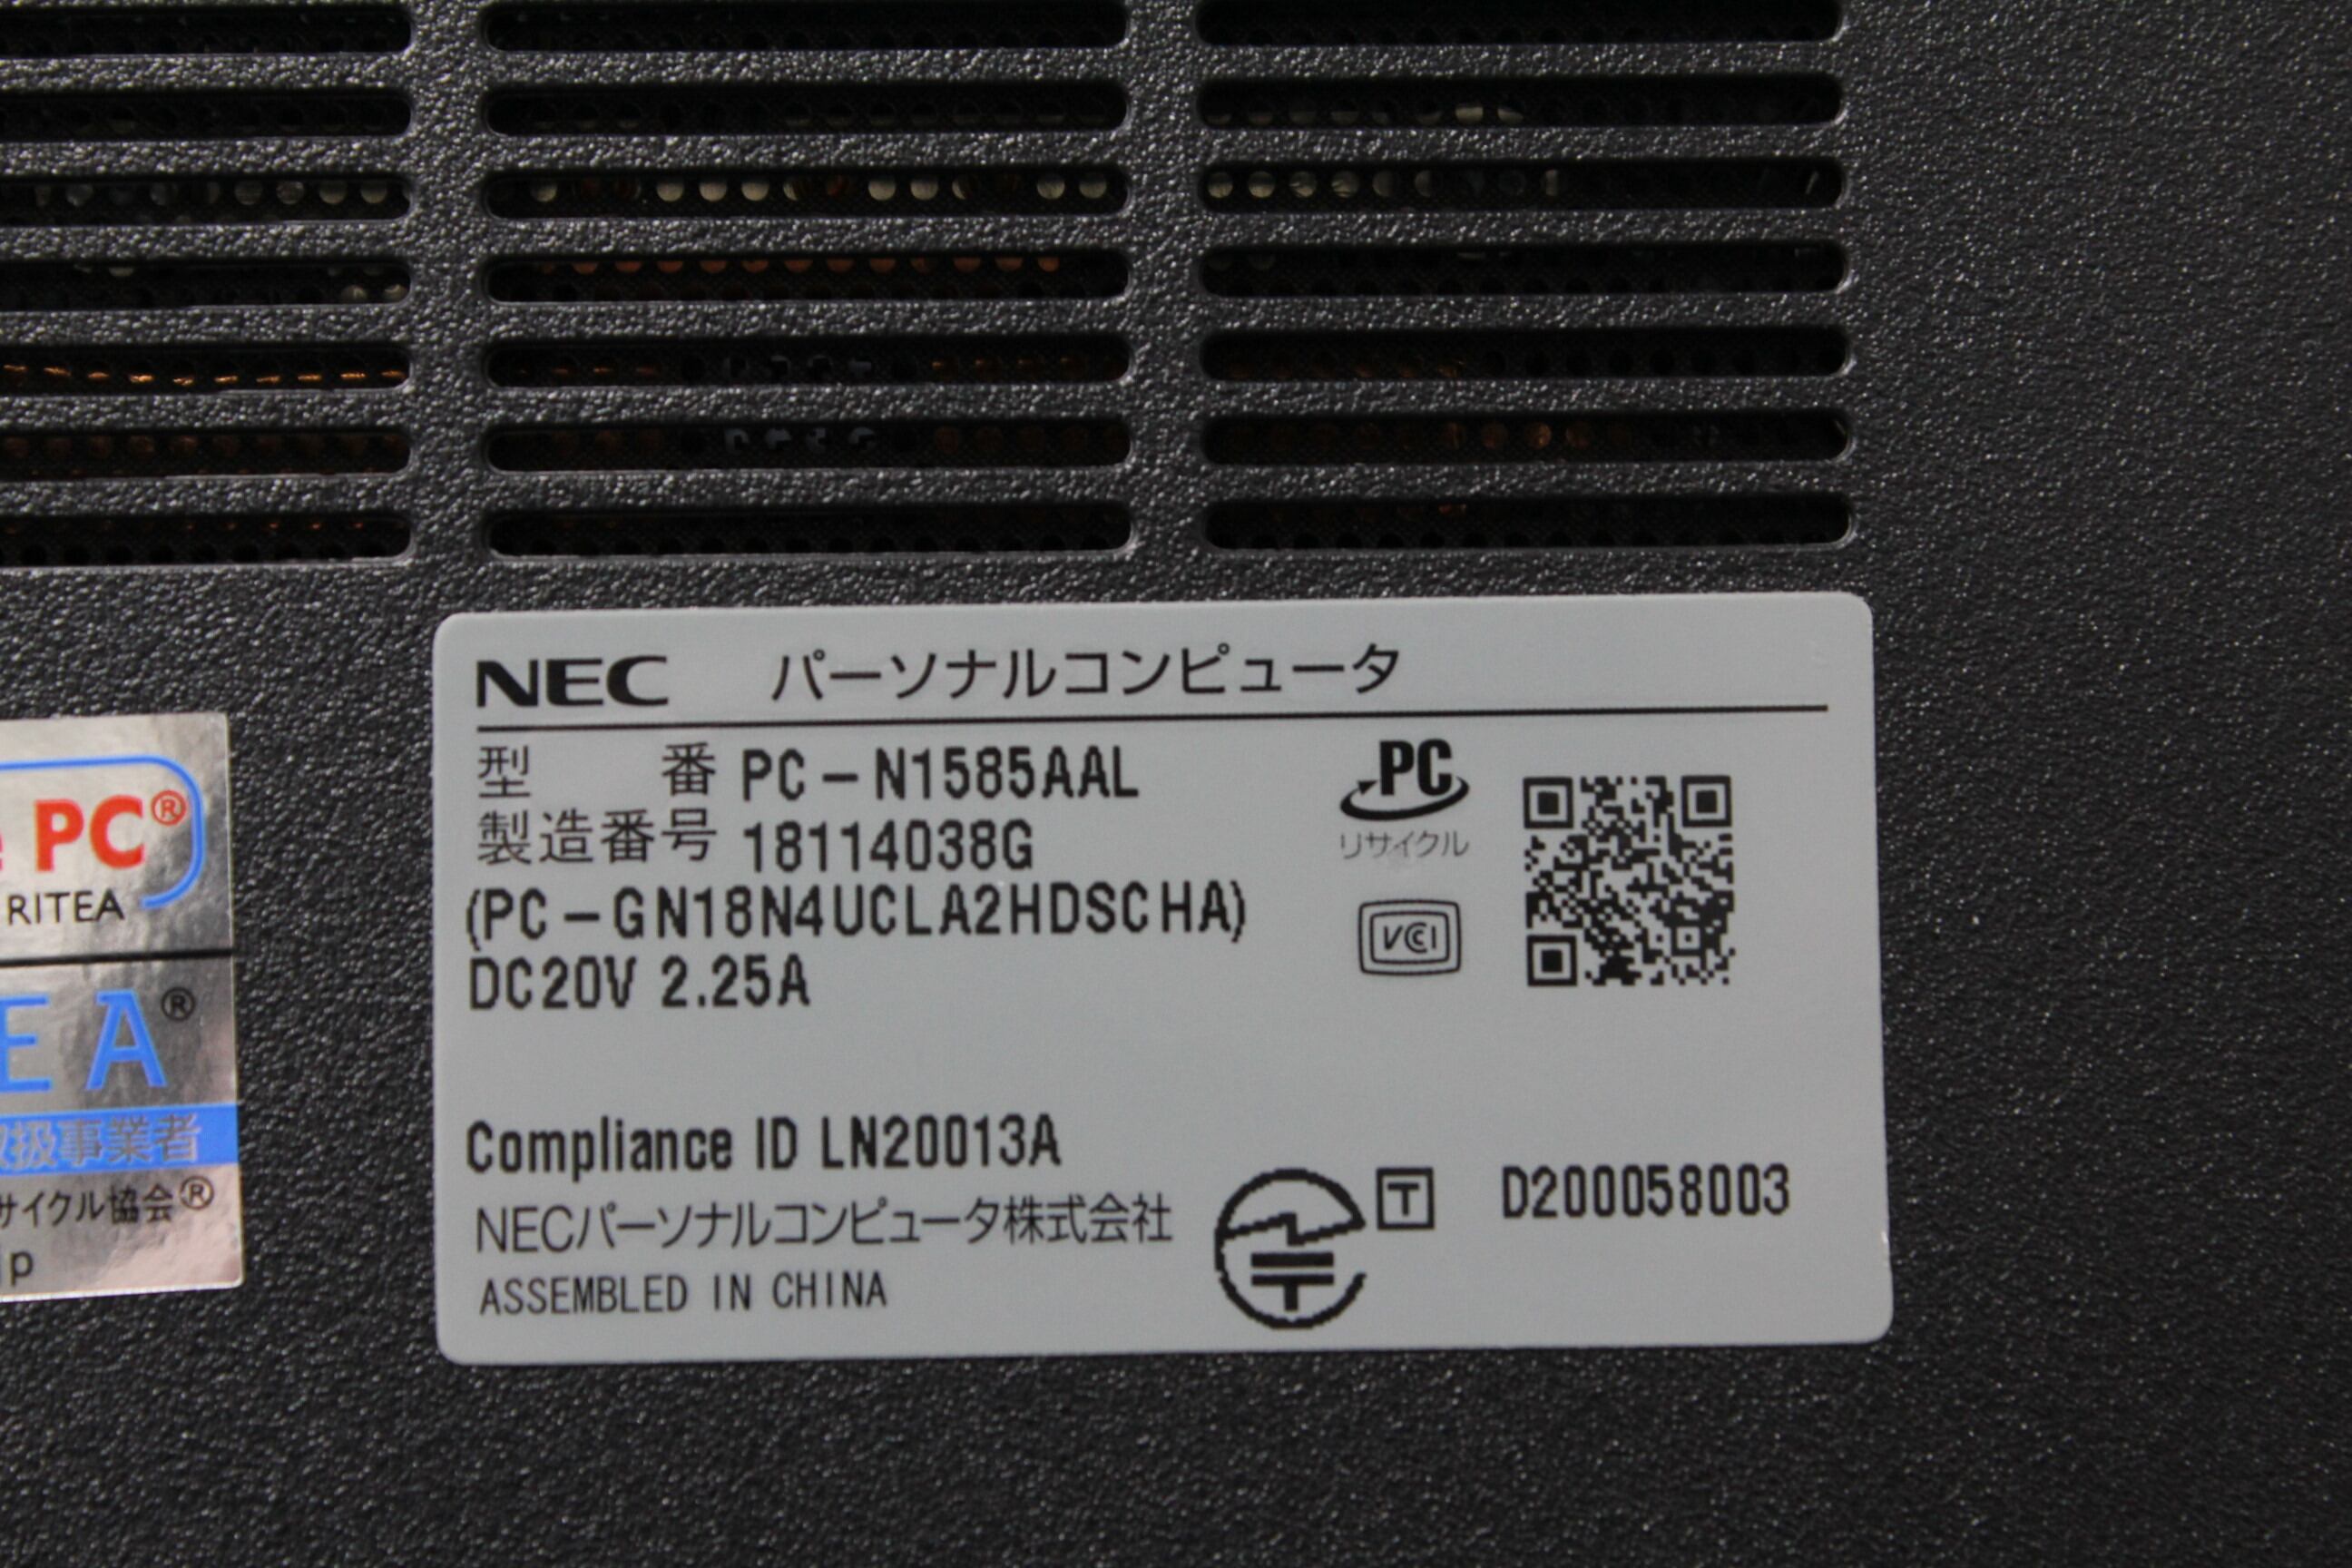 NEC パーソナルコンピュータ
型 番 PC-N1585AAL
製造番号 18114038G
(PC-GN18N4UCLA2HDSCHA)
DC20V 2.25A
PC
リサイクル
VCCI
Compliance ID LN20013A
NECパーソナルコンピュータ株式会社
ASSEMBLED IN CHINA
T D200058003
PC®
RITEA
E A®
扱事業者
サイクル協会®
jp